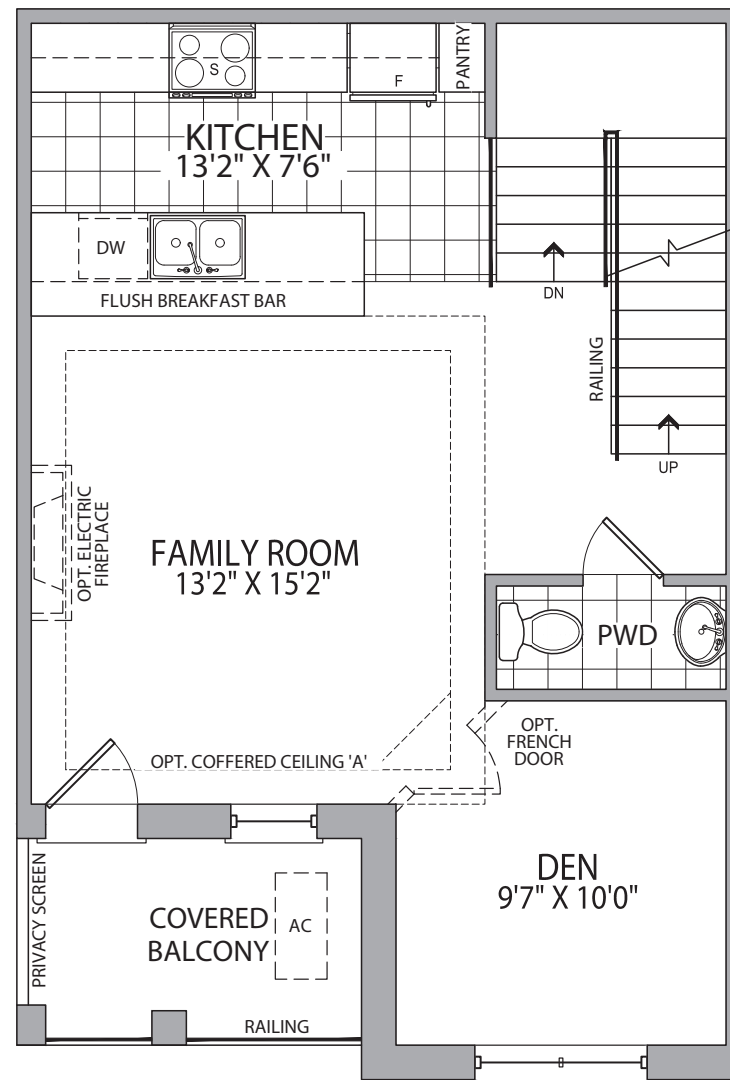 S
F
PANTRY
KITCHEN
13'2" X 7'6"
DW
FLUSH BREAKFAST BAR
DN
RAILING
UP
OPT. ELECTRIC
FIREPLACE
FAMILY ROOM
13'2" X 15'2"
PWD
OPT. COFFERED CEILING 'A'
OPT.
FRENCH
DOOR
DEN
9'7" X 10'0"
PRIVACY SCREEN
COVERED
BALCONY
AC
RAILING